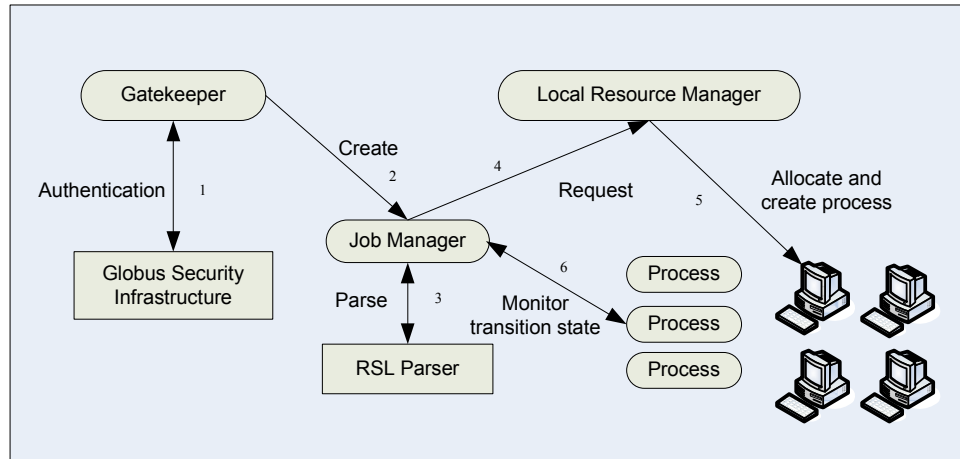 Gatekeeper
Local Resource Manager
Create
2
4
Authentication
1
Request
5
Allocate and
create process
Job Manager
Globus Security
Infrastructure
Parse
3
6
Monitor
transition state
Process
Process
Process
RSL Parser